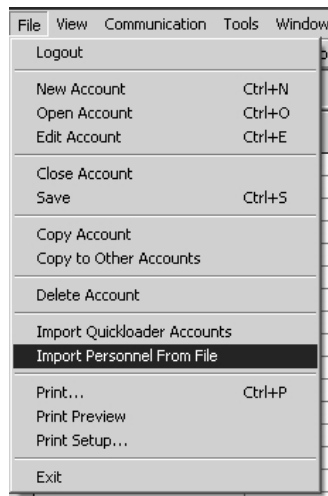 File View Communication Tools Window
Logout
New Account Ctrl+N
Open Account Ctrl+O
Edit Account Ctrl+E
Close Account
Save Ctrl+S
Copy Account
Copy to Other Accounts
Delete Account
Import Quickloader Accounts
Import Personnel From File
Print... Ctrl+P
Print Preview
Print Setup...
Exit